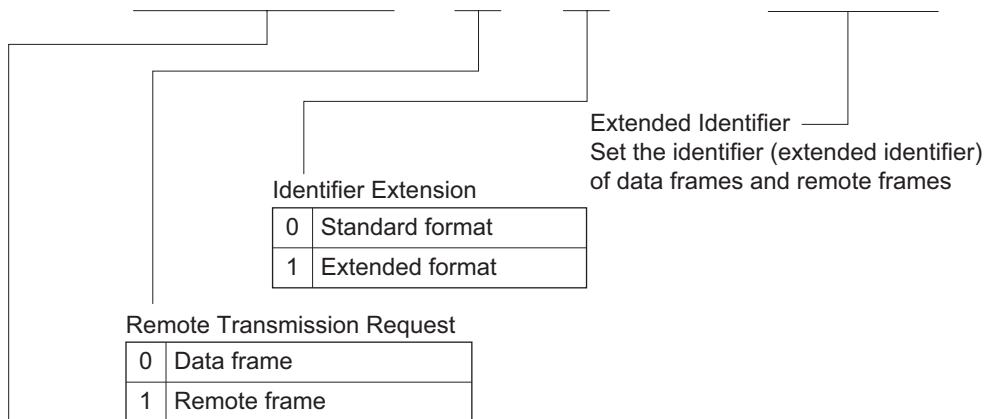 Extended Identifier
Set the identifier (extended identifier)
of data frames and remote frames
Identifier Extension
0 Standard format
1 Extended format
Remote Transmission Request
0 Data frame
1 Remote frame